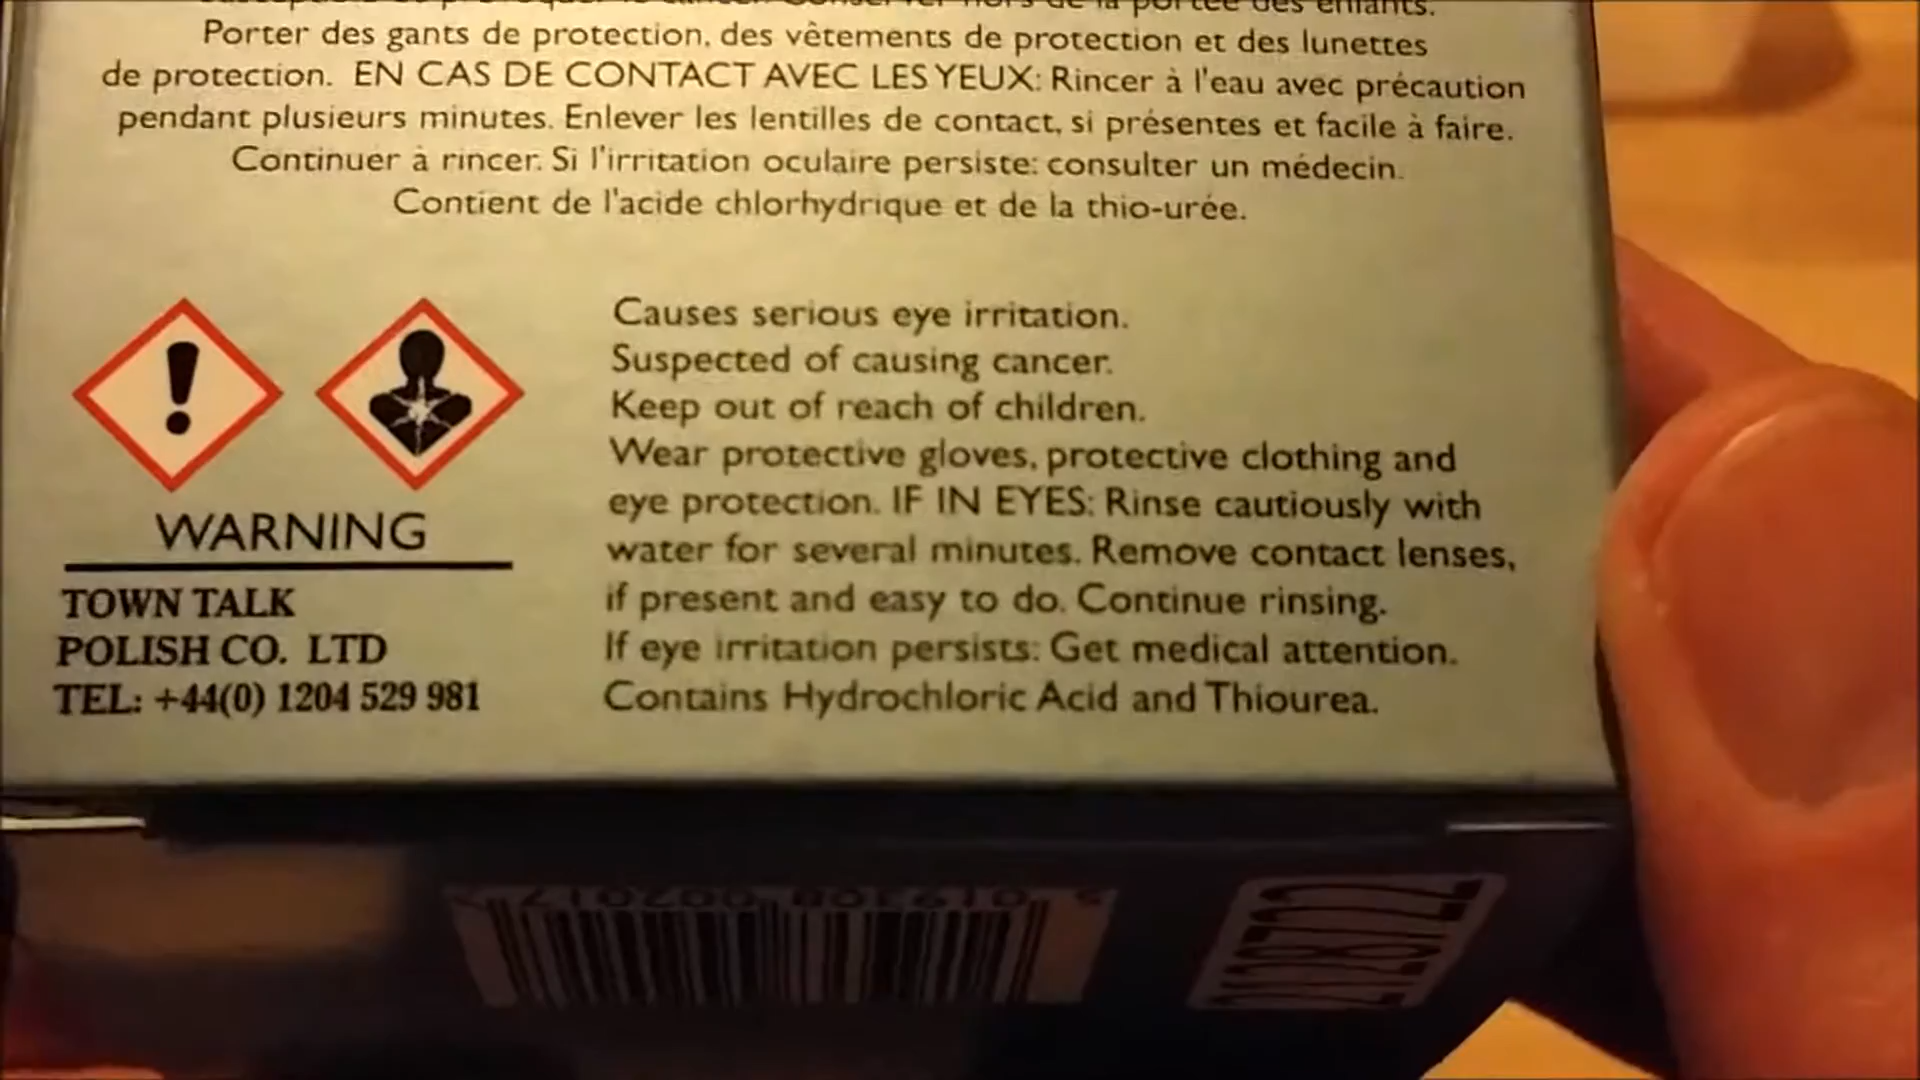 hors de la portée des enfants.
Porter des gants de protection, des vêtements de protection et des lunettes
de protection. EN CAS DE CONTACT AVEC LES YEUX: Rincer à l'eau avec précaution
pendant plusieurs minutes. Enlever les lentilles de contact, si présentes et facile à faire.
Continuer à rincer. Si l'irritation oculaire persiste: consulter un médecin.
Contient de l'acide chlorhydrique et de la thio-urée.
WARNING
TOWN TALK
POLISH CO. LTD
TEL: +44(0) 1204 529 981
Causes serious eye irritation.
Suspected of causing cancer.
Keep out of reach of children.
Wear protective gloves, protective clothing and
eye protection. IF IN EYES: Rinse cautiously with
water for several minutes. Remove contact lenses,
if present and easy to do. Continue rinsing.
If eye irritation persists: Get medical attention.
Contains Hydrochloric Acid and Thiourea.